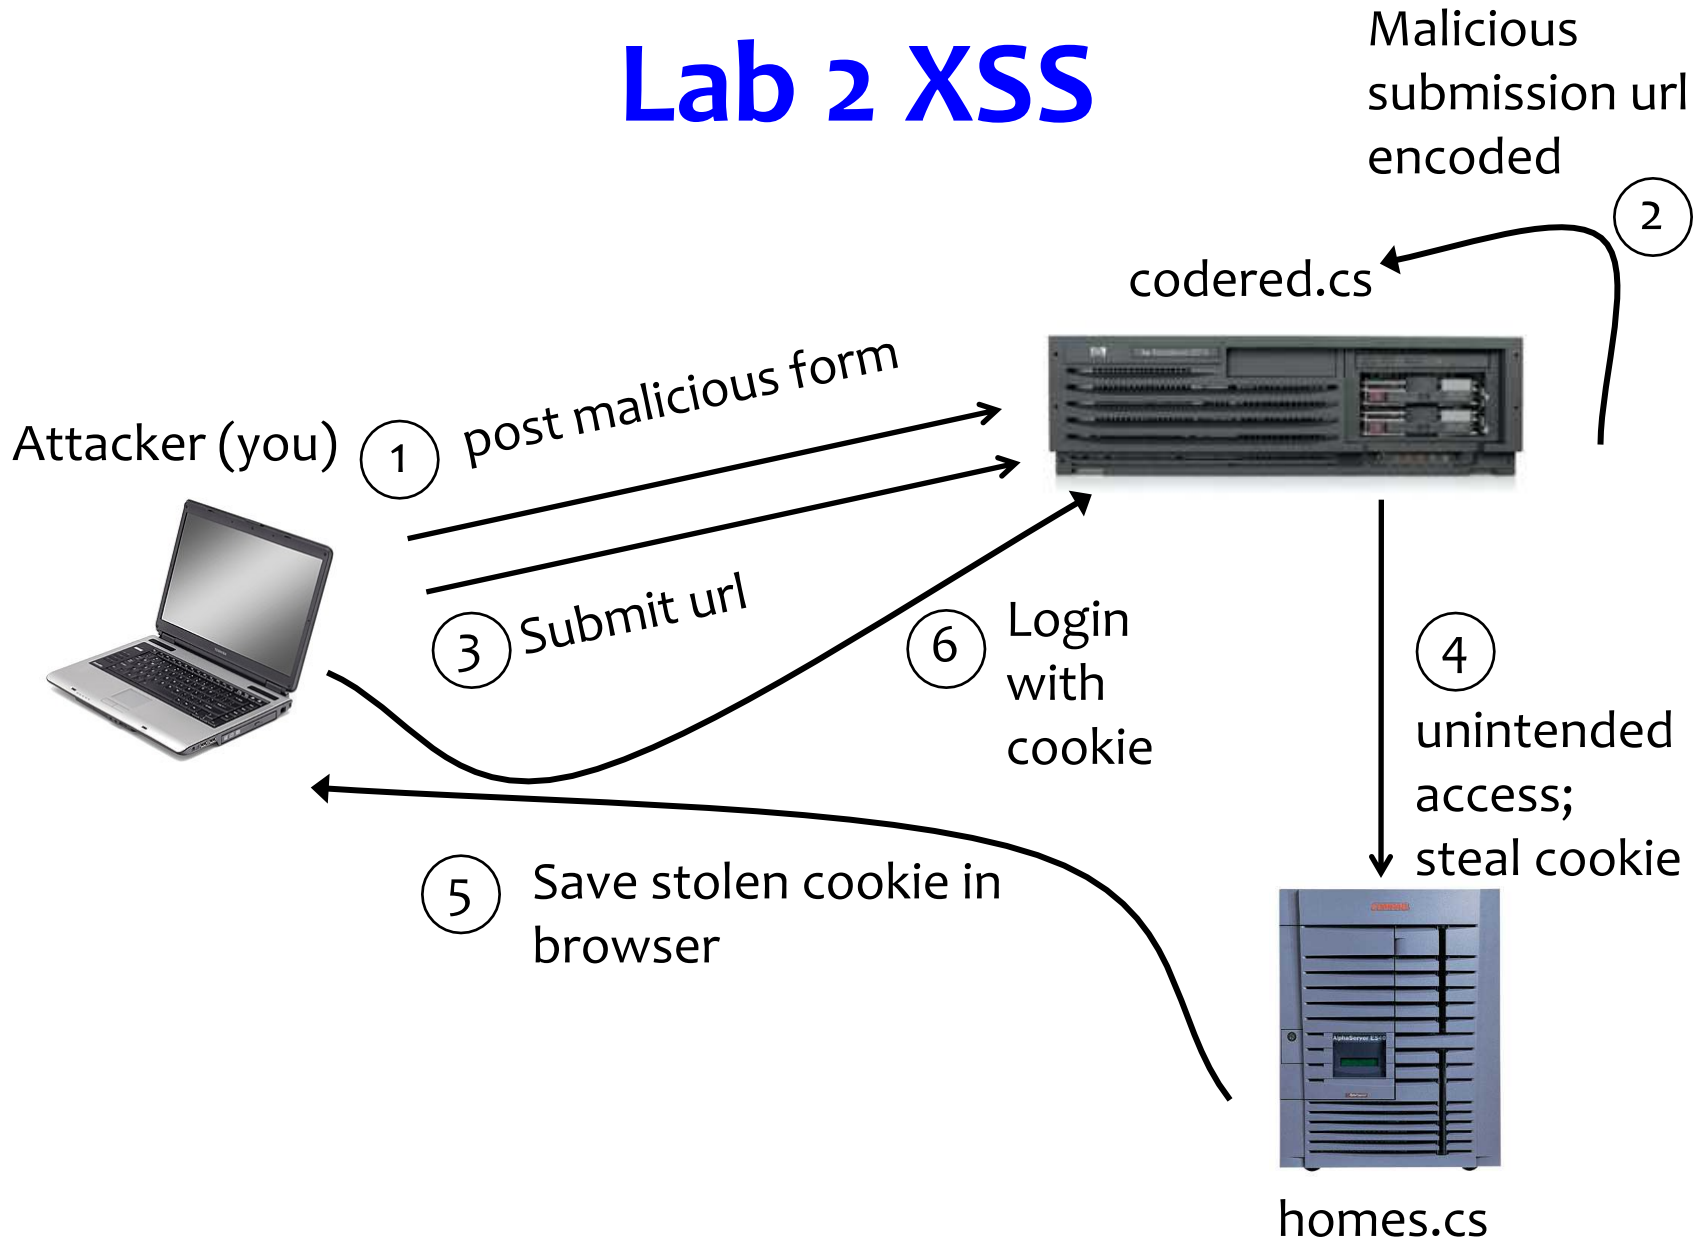 Lab 2 XSS
Malicious
submission url
encoded
2
codered.cs
Attacker (you)
1
post malicious form
3
Submit url
6
Login
with
cookie
4
unintended
access;
steal cookie
5
Save stolen cookie in
browser
homes.cs